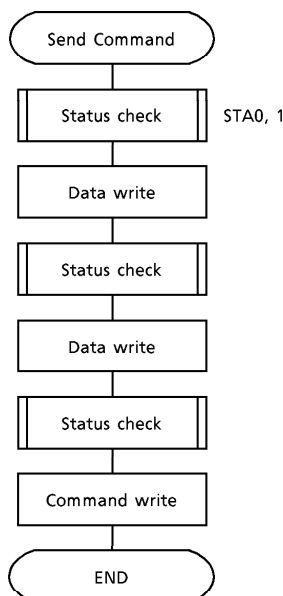 Send Command
Status check
STA0, 1
Data write
Status check
Data write
Status check
Command write
END